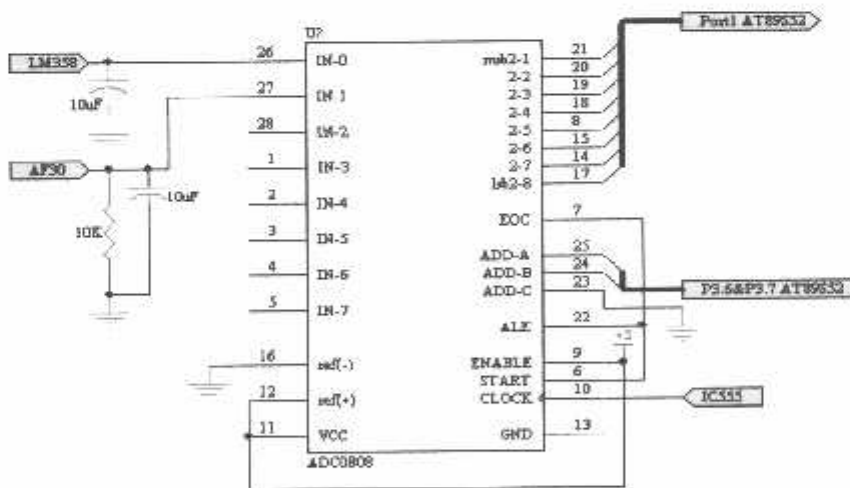 U?
LM358
10uF
AF30
10K
10uF
26 IN-0
27 IN-1
28 IN-2
1 IN-3
2 IN-4
3 IN-5
4 IN-6
5 IN-7
16 ref(-)
12 ref(+)
11 VCC
ADC0808
msb2-1 21
2-2 20
2-3 19
2-4 18
2-5 8
2-6 15
2-7 14
lsb2-8 17
EOC 7
ADD-A 25
ADD-B 24
ADD-C 23
ALE 22
ENABLE 9
START 6
CLOCK 10
GND 13
Port1 AT89S52
P3.6&P3.7 AT89S52
IC555